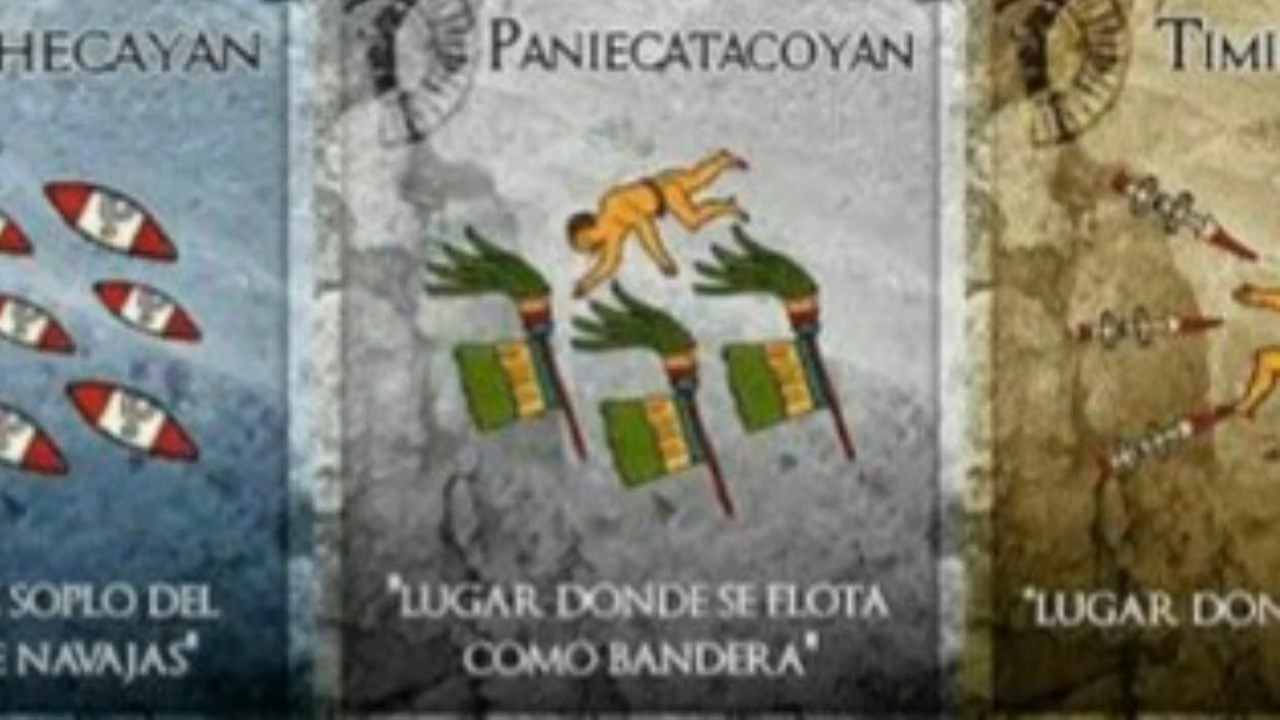 HECAYAN
PANIECATACOYAN
TIMI
SOPLO DEL
E NAVAJAS"
"LUGAR DONDE SE FLOTA
COMO BANDERA"
"LUGAR DON